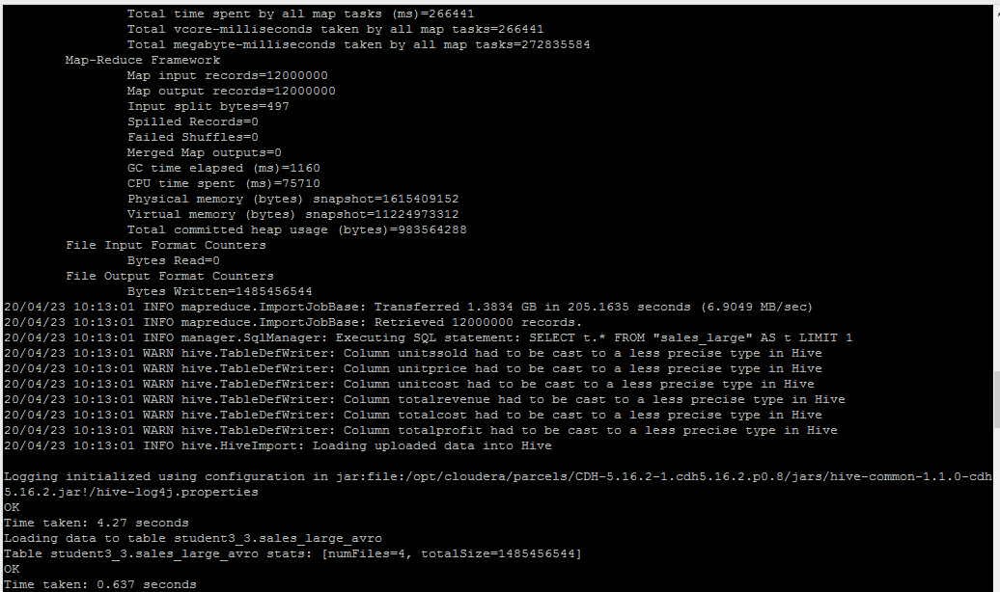 Total time spent by all map tasks (ms)=266441
Total vcore-milliseconds taken by all map tasks=266441
Total megabyte-milliseconds taken by all map tasks=272835584
Map-Reduce Framework
Map input records=12000000
Map output records=12000000
Input split bytes=497
Spilled Records=0
Failed Shuffles=0
Merged Map outputs=0
GC time elapsed (ms)=1160
CPU time spent (ms)=75710
Physical memory (bytes) snapshot=1615409152
Virtual memory (bytes) snapshot=11224973312
Total committed heap usage (bytes)=983564288
File Input Format Counters
Bytes Read=0
File Output Format Counters
Bytes Written=1485456544
20/04/23 10:13:01 INFO mapreduce.ImportJobBase: Transferred 1.3834 GB in 205.1635 seconds (6.9049 MB/sec)
20/04/23 10:13:01 INFO mapreduce.ImportJobBase: Retrieved 12000000 records.
20/04/23 10:13:01 INFO manager.SqlManager: Executing SQL statement: SELECT t.* FROM "sales_large" AS t LIMIT 1
20/04/23 10:13:01 WARN hive.TableDefWriter: Column unitssold had to be cast to a less precise type in Hive
20/04/23 10:13:01 WARN hive.TableDefWriter: Column unitprice had to be cast to a less precise type in Hive
20/04/23 10:13:01 WARN hive.TableDefWriter: Column unitcost had to be cast to a less precise type in Hive
20/04/23 10:13:01 WARN hive.TableDefWriter: Column totalrevenue had to be cast to a less precise type in Hive
20/04/23 10:13:01 WARN hive.TableDefWriter: Column totalcost had to be cast to a less precise type in Hive
20/04/23 10:13:01 WARN hive.TableDefWriter: Column totalprofit had to be cast to a less precise type in Hive
20/04/23 10:13:01 INFO hive.HiveImport: Loading uploaded data into Hive
Logging initialized using configuration in jar:file:/opt/cloudera/parcels/CDH-5.16.2-1.cdh5.16.2.p0.8/jars/hive-common-1.1.0-cdh
5.16.2.jar!/hive-log4j.properties
OK
Time taken: 4.27 seconds
Loading data to table student3_3.sales_large_avro
Table student3_3.sales_large_avro stats: [numFiles=4, totalSize=1485456544]
OK
Time taken: 0.637 seconds